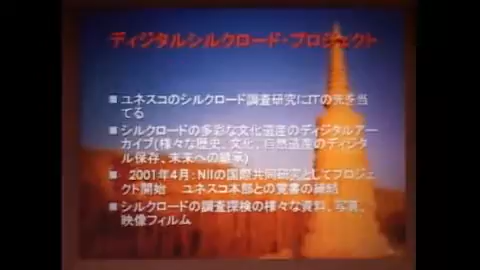 ディジタルシルクロード・プロジェクト
■ ユネスコのシルクロード調査研究にITの光を当
てる
■ シルクロードの多彩な文化遺産のディジタルアー
カイブ(様々な歴史、文化、自然遺産のディジタ
ル保存、未来への継承)
■ 2001年4月：NIIの国際共同研究としてプロジェ
クト開始　ユネスコ本部との覚書の締結
■ シルクロードの調査探検の様々な資料、写真、
映像フィルム